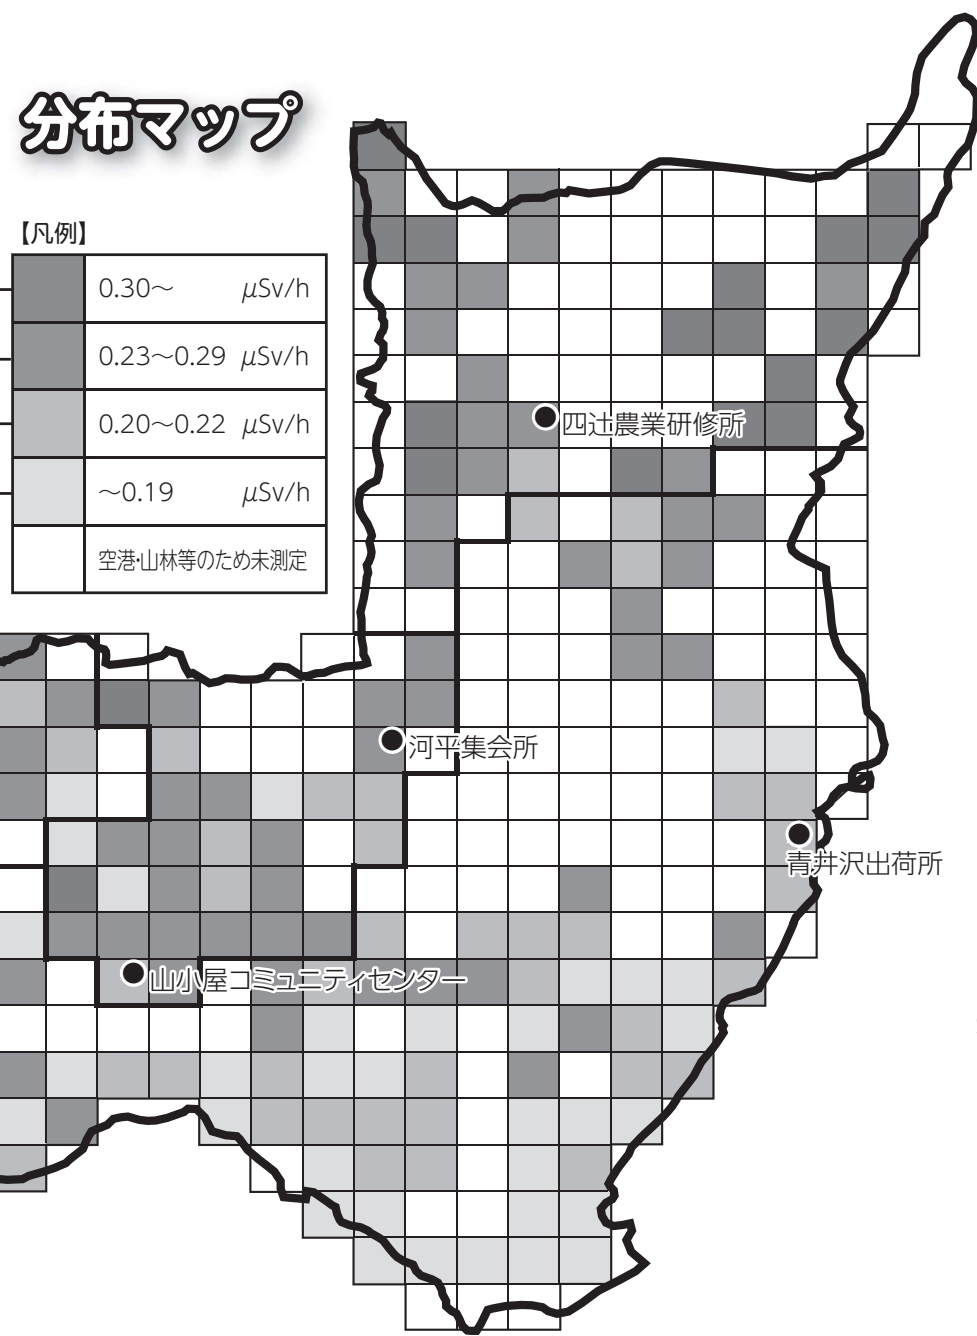 分布マップ
【凡例】
0.30〜 μSv/h
0.23〜0.29 μSv/h
0.20〜0.22 μSv/h
〜0.19 μSv/h
空港・山林等のため未測定
四辻農業研修所
河平集会所
青井沢出荷所
山小屋コミュニティセンター